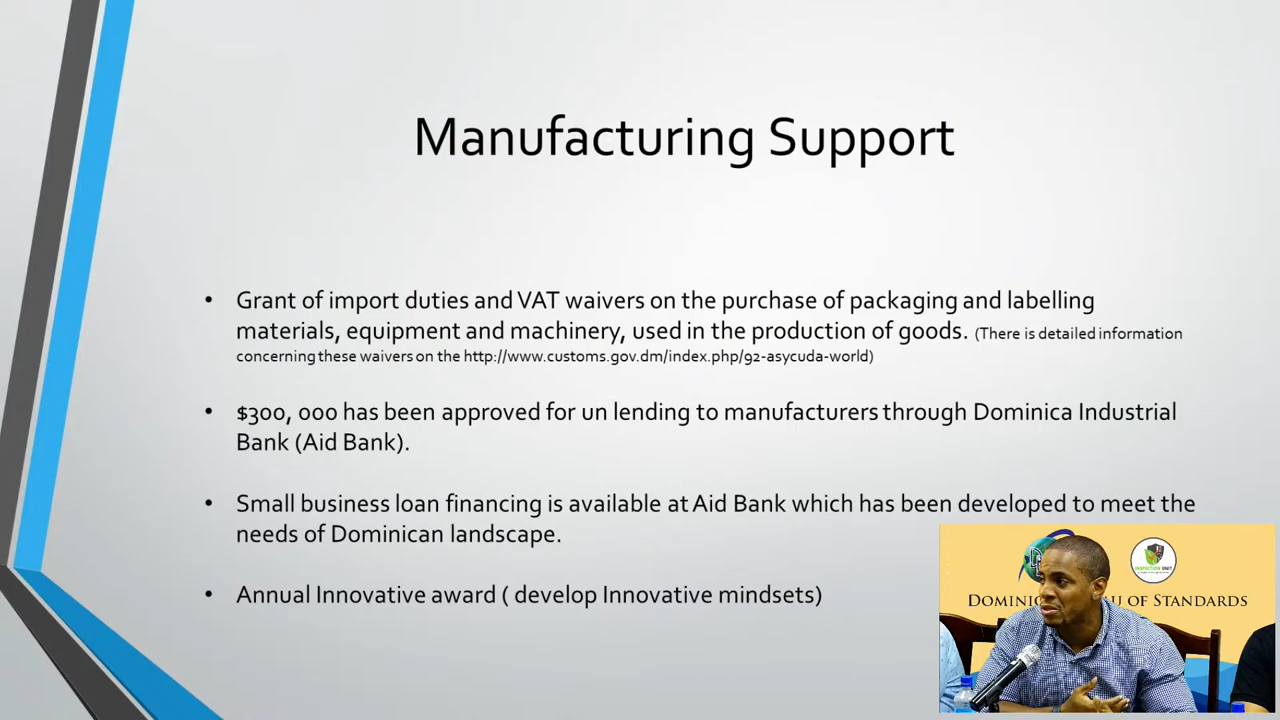 Manufacturing Support
• Grant of import duties and VAT waivers on the purchase of packaging and labelling
materials, equipment and machinery, used in the production of goods. (There is detailed information
concerning these waivers on the http://www.customs.gov.dm/index.php/92-asycuda-world)
• $300, 000 has been approved for un lending to manufacturers through Dominica Industrial
Bank (Aid Bank).
• Small business loan financing is available at Aid Bank which has been developed to meet the
needs of Dominican landscape.
• Annual Innovative award ( develop Innovative mindsets)
INSPECTION UNIT
OF STANDARDS